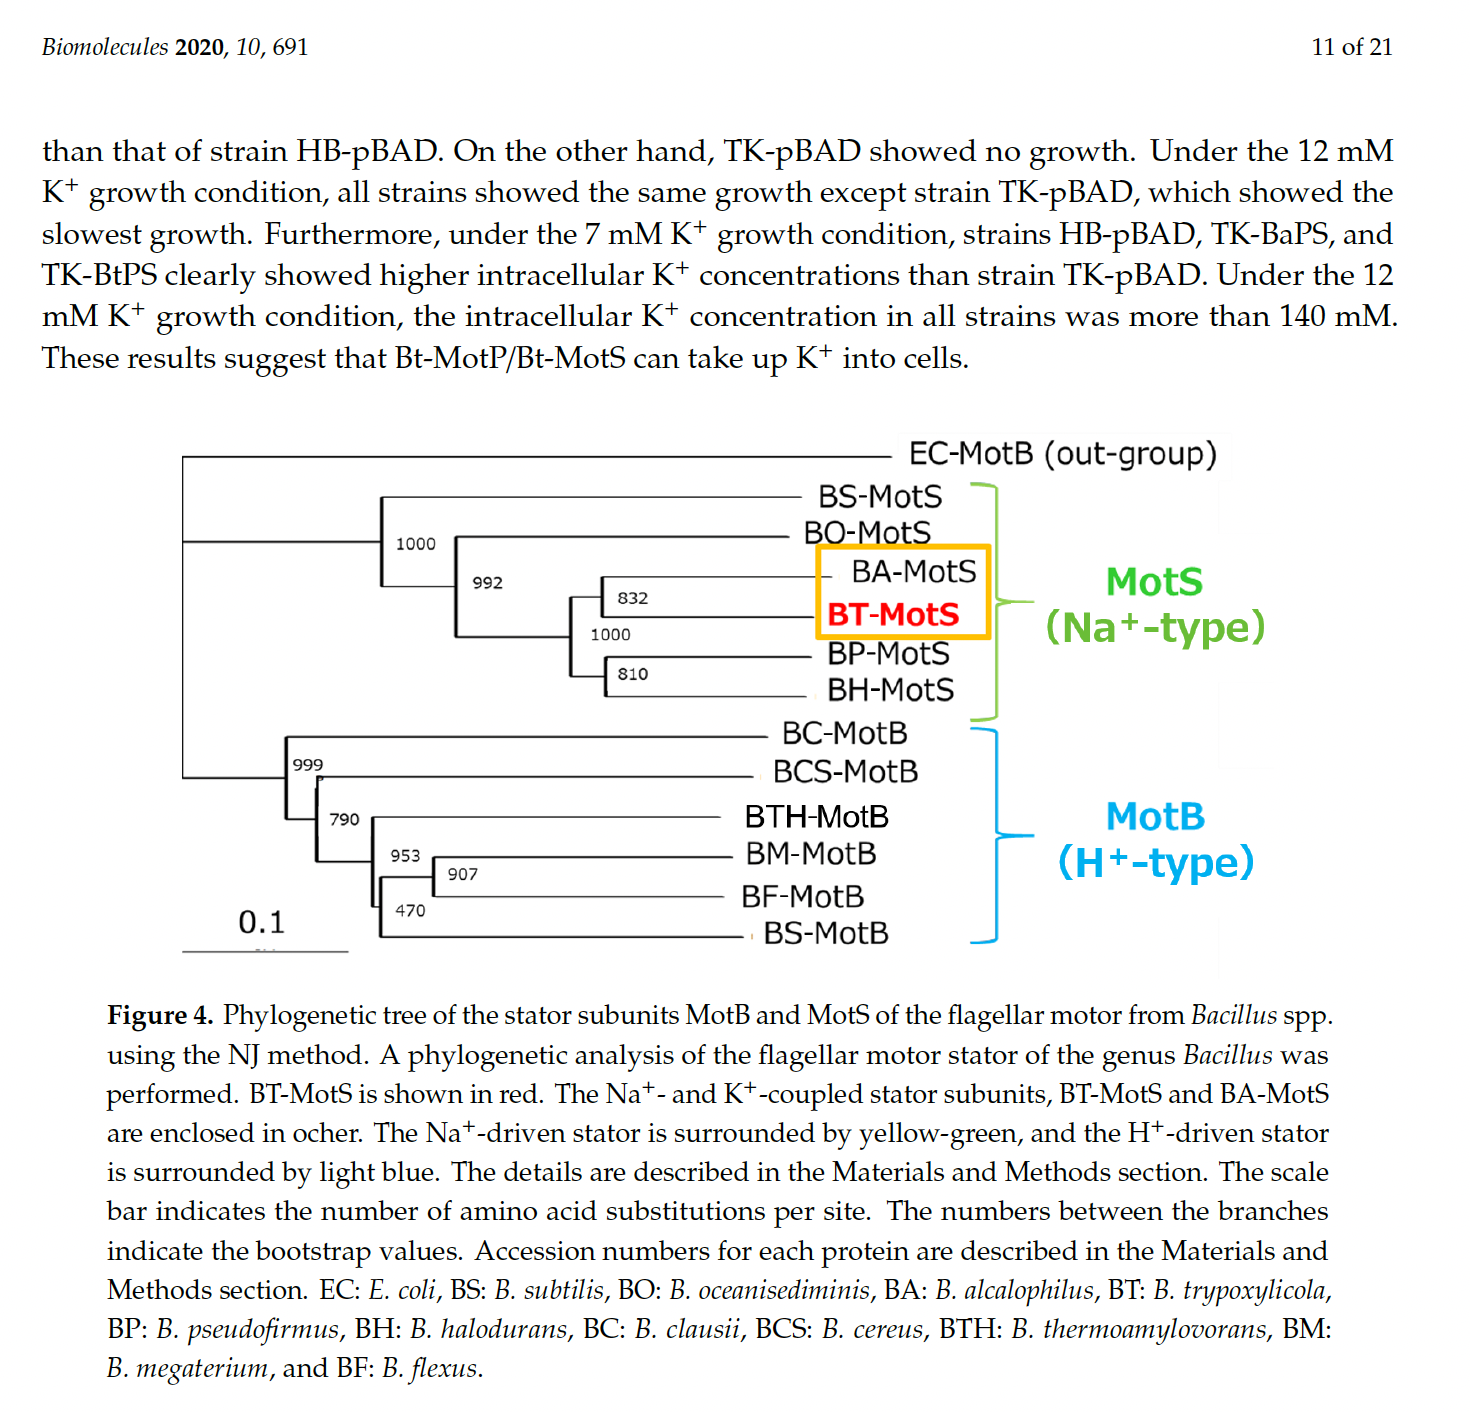 Biomolecules 2020, 10, 691
11 of 21
than that of strain HB-pBAD. On the other hand, TK-pBAD showed no growth. Under the 12 mM
K+ growth condition, all strains showed the same growth except strain TK-pBAD, which showed the
slowest growth. Furthermore, under the 7 mM K+ growth condition, strains HB-pBAD, TK-BaPS, and
TK-BtPS clearly showed higher intracellular K+ concentrations than strain TK-pBAD. Under the 12
mM K+ growth condition, the intracellular K+ concentration in all strains was more than 140 mM.
These results suggest that Bt-MotP/Bt-MotS can take up K+ into cells.
EC-MotB (out-group)
BS-MotS
1000
BO-MotS
992
BA-MotS
832
BT-MotS
1000
BP-MotS
810
BH-MotS
MotS
(Na+-type)
BC-MotB
999
BCS-MotB
790
BTH-MotB
953
BM-MotB
907
BF-MotB
470
BS-MotB
MotB
(H+-type)
0.1
Figure 4. Phylogenetic tree of the stator subunits MotB and MotS of the flagellar motor from Bacillus spp.
using the NJ method. A phylogenetic analysis of the flagellar motor stator of the genus Bacillus was
performed. BT-MotS is shown in red. The Na+- and K+-coupled stator subunits, BT-MotS and BA-MotS
are enclosed in ocher. The Na+-driven stator is surrounded by yellow-green, and the H+-driven stator
is surrounded by light blue. The details are described in the Materials and Methods section. The scale
bar indicates the number of amino acid substitutions per site. The numbers between the branches
indicate the bootstrap values. Accession numbers for each protein are described in the Materials and
Methods section. EC: E. coli, BS: B. subtilis, BO: B. oceanisediminis, BA: B. alcalophilus, BT: B. trypoxylicola,
BP: B. pseudofirmus, BH: B. halodurans, BC: B. clausii, BCS: B. cereus, BTH: B. thermoamylovorans, BM:
B. megaterium, and BF: B. flexus.